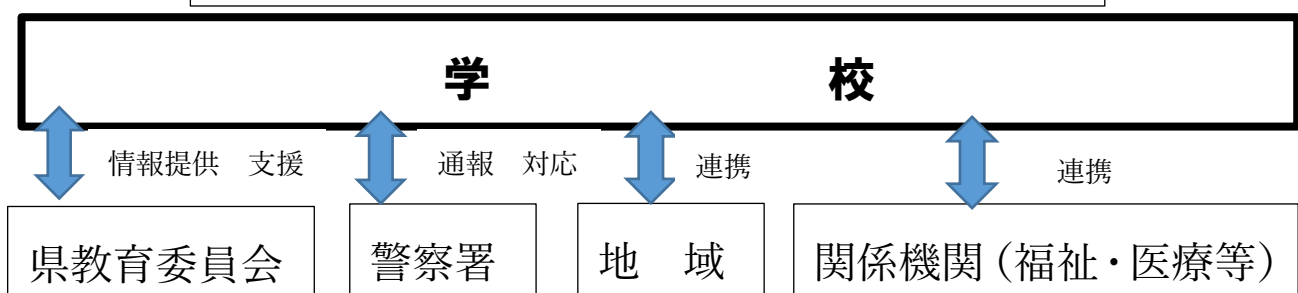 学　校
情報提供　支援　通報　対応　連携　連携
県教育委員会　警察署　地　域　関係機関（福祉・医療等）